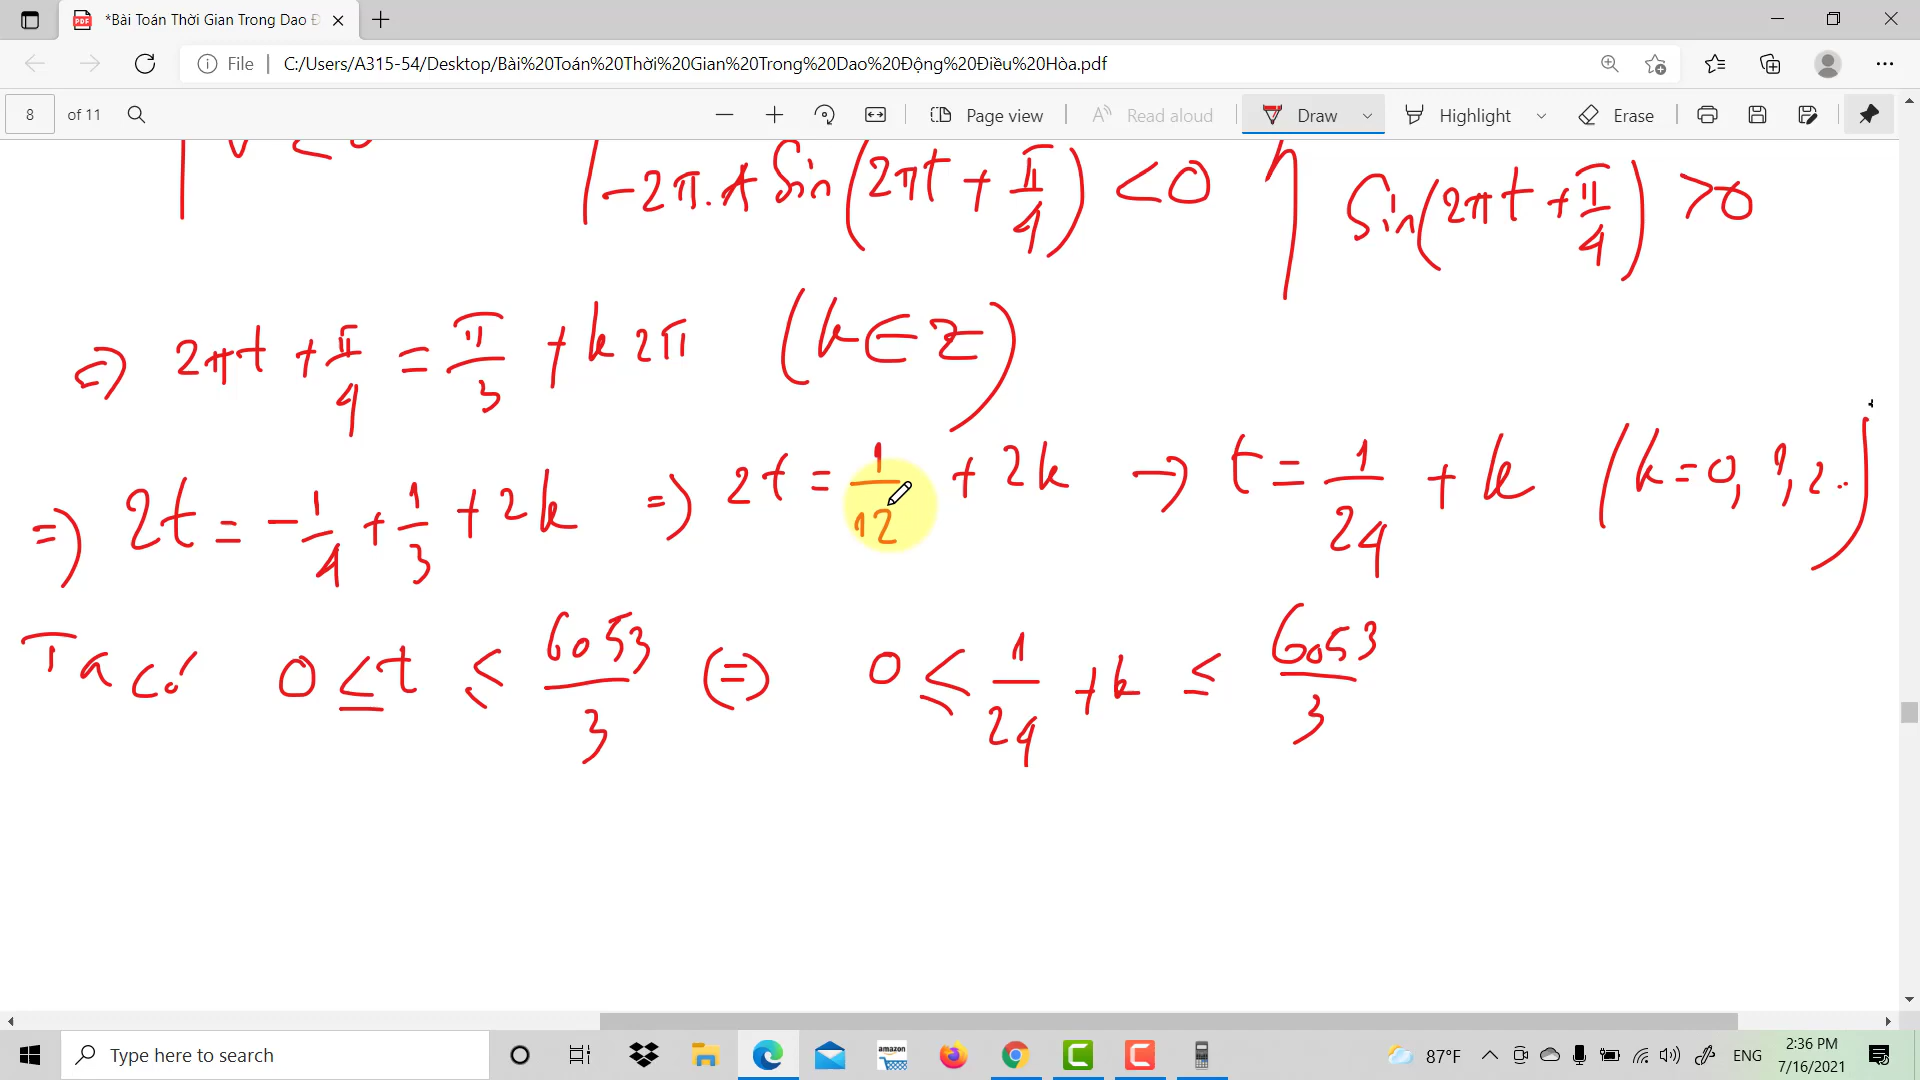 *Bài Toán Thời Gian Trong Dao Đ
File
C:/Users/A315-54/Desktop/Bài%20Toán%20Thời%20Gian%20Trong%20Dao%20Động%20Điều%20Hòa.pdf
8 of 11 Page view Read aloud Draw Highlight Erase
V < 0 -2π.A Sin(2πt + π/4) < 0 Sin(2πt + π/4) > 0
=> 2πt + π/4 = π/3 + k2π (k ∈ Z)
=> 2t = -1/4 + 1/3 + 2k => 2t = 1/12 + 2k → t = 1/24 + k (k = 0, 1, 2..)
Ta có 0 ≤ t ≤ 6053/3 (=) 0 ≤ 1/24 + k ≤ 6053/3
Type here to search
amazon
87°F
ENG
2:36 PM
7/16/2021